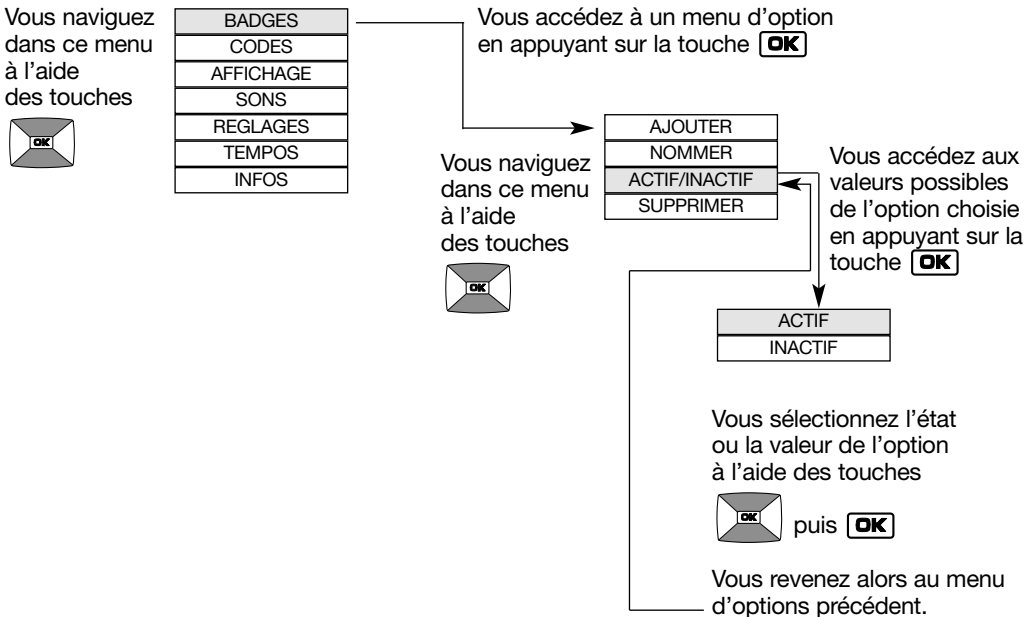 Vous naviguez
dans ce menu
à l'aide
des touches
OK
BADGES
CODES
AFFICHAGE
SONS
REGLAGES
TEMPOS
INFOS
Vous accédez à un menu d'option
en appuyant sur la touche OK
Vous naviguez
dans ce menu
à l'aide
des touches
OK
AJOUTER
NOMMER
ACTIF/INACTIF
SUPPRIMER
Vous accédez aux
valeurs possibles
de l'option choisie
en appuyant sur la
touche OK
ACTIF
INACTIF
Vous sélectionnez l'état
ou la valeur de l'option
à l'aide des touches
OK puis OK
Vous revenez alors au menu
d'options précédent.